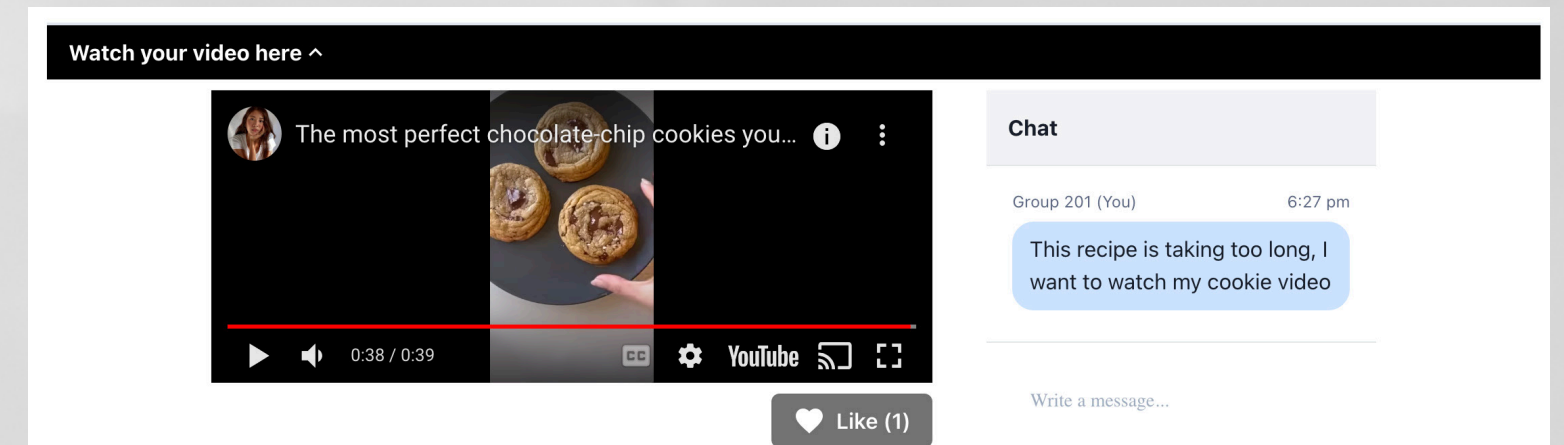 Watch your video here
The most perfect chocolate-chip cookies you...
Chat
Group 201 (You) 6:27 pm
This recipe is taking too long, I
want to watch my cookie video
0:38 / 0:39 CC YouTube
Write a message...
Like (1)